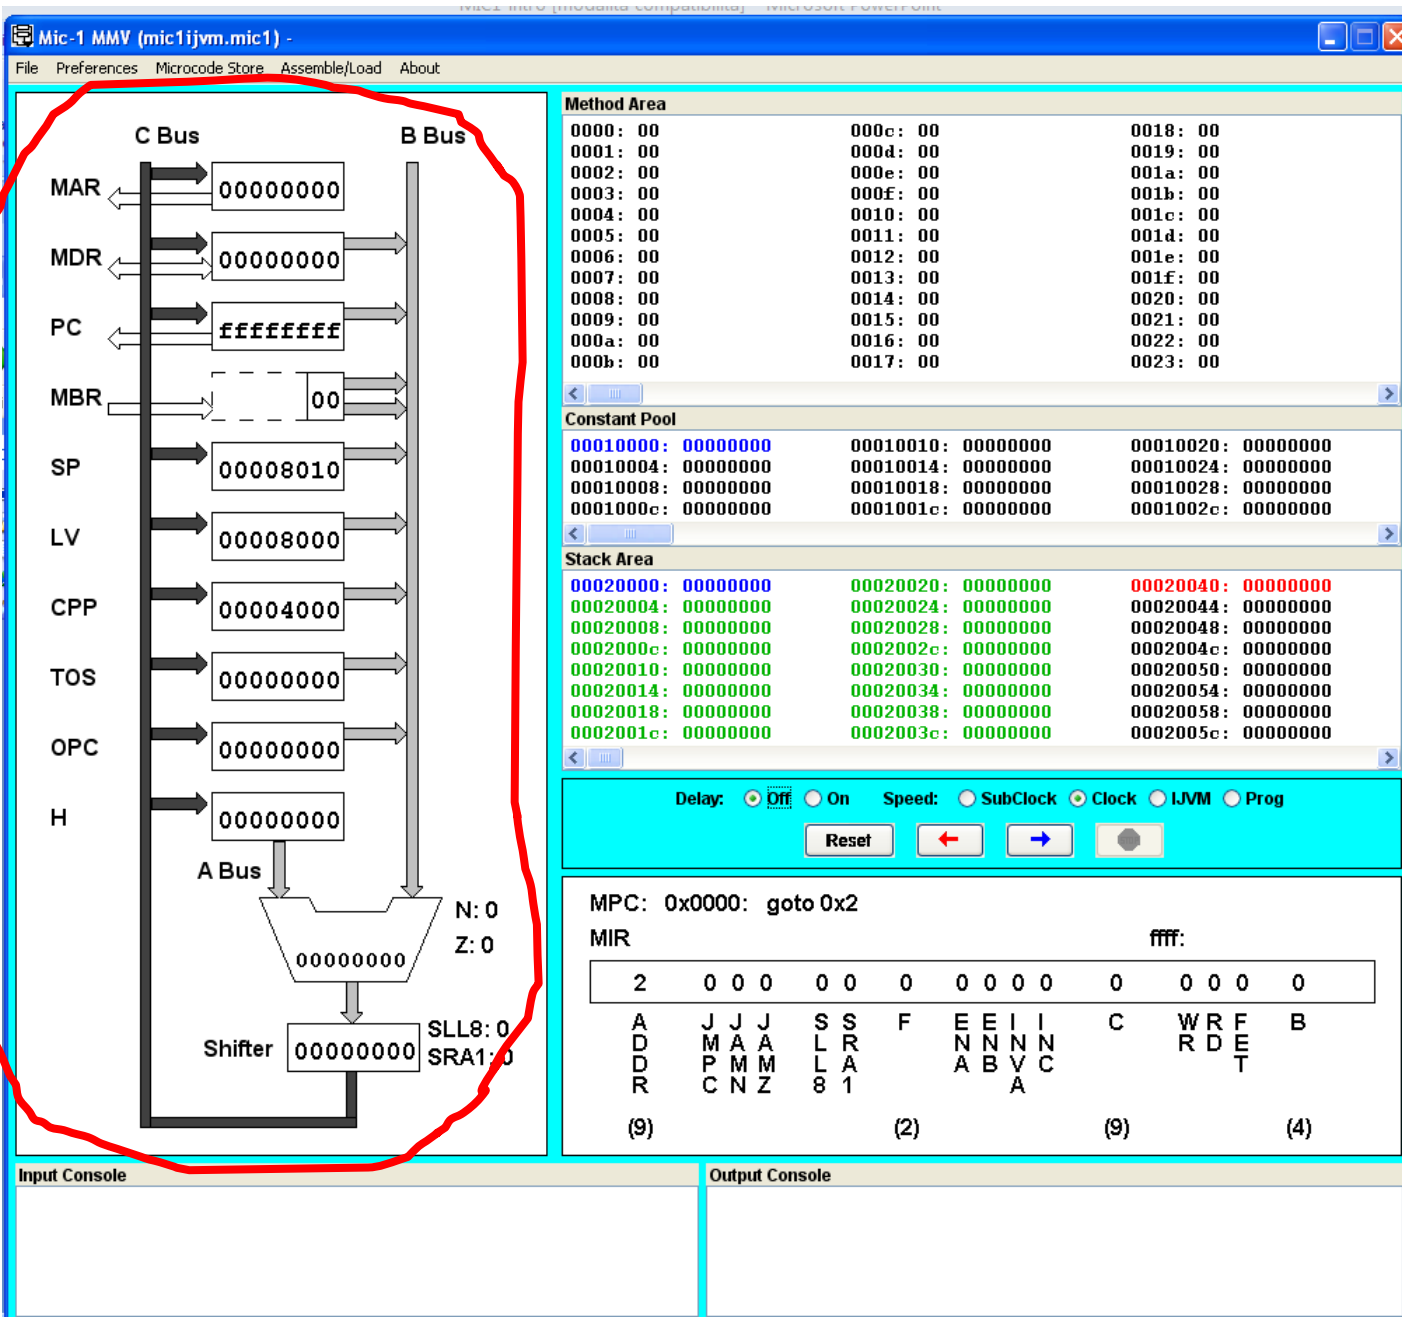 Mic1 Intro [modalità compatibilità] - Microsoft PowerPoint
Mic-1 MMV (mic1ijvm.mic1) -
File Preferences Microcode Store Assemble/Load About
C Bus B Bus
MAR 00000000
MDR 00000000
PC ffffffff
MBR 00
SP 00008010
LV 00008000
CPP 00004000
TOS 00000000
OPC 00000000
H 00000000
A Bus
N: 0
Z: 0
00000000
SLL8: 0
Shifter 00000000 SRA1: 0
Method Area
0000: 00 000c: 00 0018: 00
0001: 00 000d: 00 0019: 00
0002: 00 000e: 00 001a: 00
0003: 00 000f: 00 001b: 00
0004: 00 0010: 00 001c: 00
0005: 00 0011: 00 001d: 00
0006: 00 0012: 00 001e: 00
0007: 00 0013: 00 001f: 00
0008: 00 0014: 00 0020: 00
0009: 00 0015: 00 0021: 00
000a: 00 0016: 00 0022: 00
000b: 00 0017: 00 0023: 00
Constant Pool
00010000: 00000000 00010010: 00000000 00010020: 00000000
00010004: 00000000 00010014: 00000000 00010024: 00000000
00010008: 00000000 00010018: 00000000 00010028: 00000000
0001000c: 00000000 0001001c: 00000000 0001002c: 00000000
Stack Area
00020000: 00000000 00020020: 00000000 00020040: 00000000
00020004: 00000000 00020024: 00000000 00020044: 00000000
00020008: 00000000 00020028: 00000000 00020048: 00000000
0002000c: 00000000 0002002c: 00000000 0002004c: 00000000
00020010: 00000000 00020030: 00000000 00020050: 00000000
00020014: 00000000 00020034: 00000000 00020054: 00000000
00020018: 00000000 00020038: 00000000 00020058: 00000000
0002001c: 00000000 0002003c: 00000000 0002005c: 00000000
Delay: Off On Speed: SubClock Clock IJVM Prog
Reset
MPC: 0x0000: goto 0x2
MIR ffff:
2 0 0 0 0 0 0 0 0 0 0 0 0 0 0 0
ADDR JMPC JAMN JAMZ SLL8 SRA1 F ENA ENB INVA INC C WR RD FET B
(9) (2) (9) (4)
Input Console
Output Console